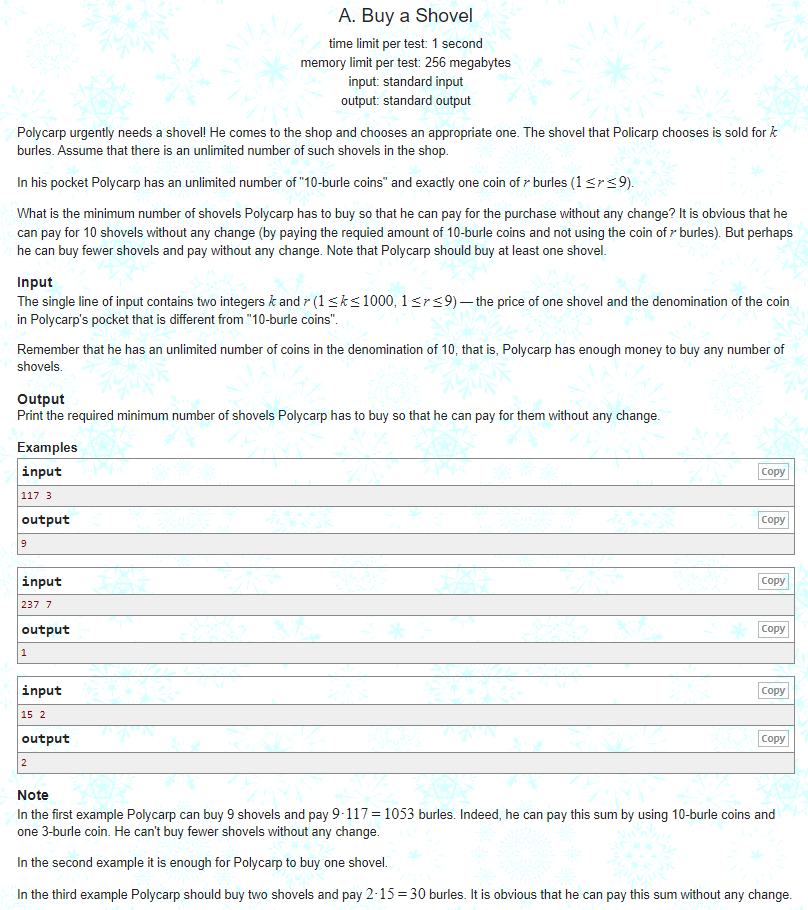 A. Buy a Shovel
time limit per test: 1 second
memory limit per test: 256 megabytes
input: standard input
output: standard output
Polycarp urgently needs a shovel! He comes to the shop and chooses an appropriate one. The shovel that Policarp chooses is sold for k
burles. Assume that there is an unlimited number of such shovels in the shop.
In his pocket Polycarp has an unlimited number of "10-burle coins" and exactly one coin of r burles (1 ≤ r ≤ 9).
What is the minimum number of shovels Polycarp has to buy so that he can pay for the purchase without any change? It is obvious that he
can pay for 10 shovels without any change (by paying the requied amount of 10-burle coins and not using the coin of r burles). But perhaps
he can buy fewer shovels and pay without any change. Note that Polycarp should buy at least one shovel.
Input
The single line of input contains two integers k and r (1 ≤ k ≤ 1000, 1 ≤ r ≤ 9) — the price of one shovel and the denomination of the coin
in Polycarp's pocket that is different from "10-burle coins".
Remember that he has an unlimited number of coins in the denomination of 10, that is, Polycarp has enough money to buy any number of
shovels.
Output
Print the required minimum number of shovels Polycarp has to buy so that he can pay for them without any change.
Examples
input Copy
117 3
output Copy
9
input Copy
237 7
output Copy
1
input Copy
15 2
output Copy
2
Note
In the first example Polycarp can buy 9 shovels and pay 9·117 = 1053 burles. Indeed, he can pay this sum by using 10-burle coins and
one 3-burle coin. He can't buy fewer shovels without any change.
In the second example it is enough for Polycarp to buy one shovel.
In the third example Polycarp should buy two shovels and pay 2·15 = 30 burles. It is obvious that he can pay this sum without any change.